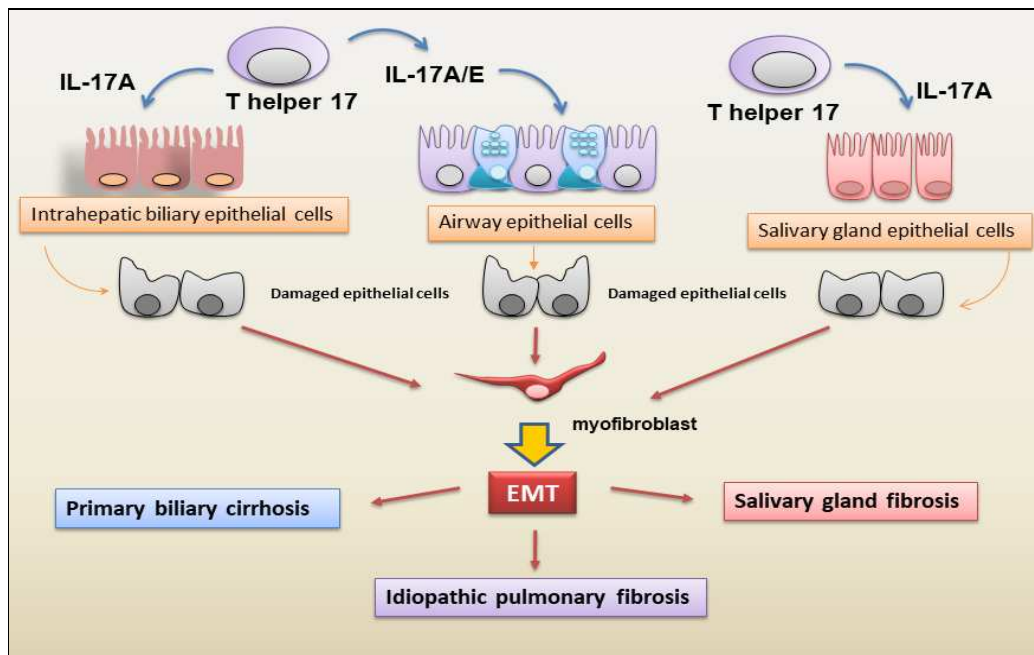 IL-17A
T helper 17
IL-17A/E
T helper 17
IL-17A
Intrahepatic biliary epithelial cells
Airway epithelial cells
Salivary gland epithelial cells
Damaged epithelial cells
Damaged epithelial cells
myofibroblast
EMT
Primary biliary cirrhosis
Salivary gland fibrosis
Idiopathic pulmonary fibrosis